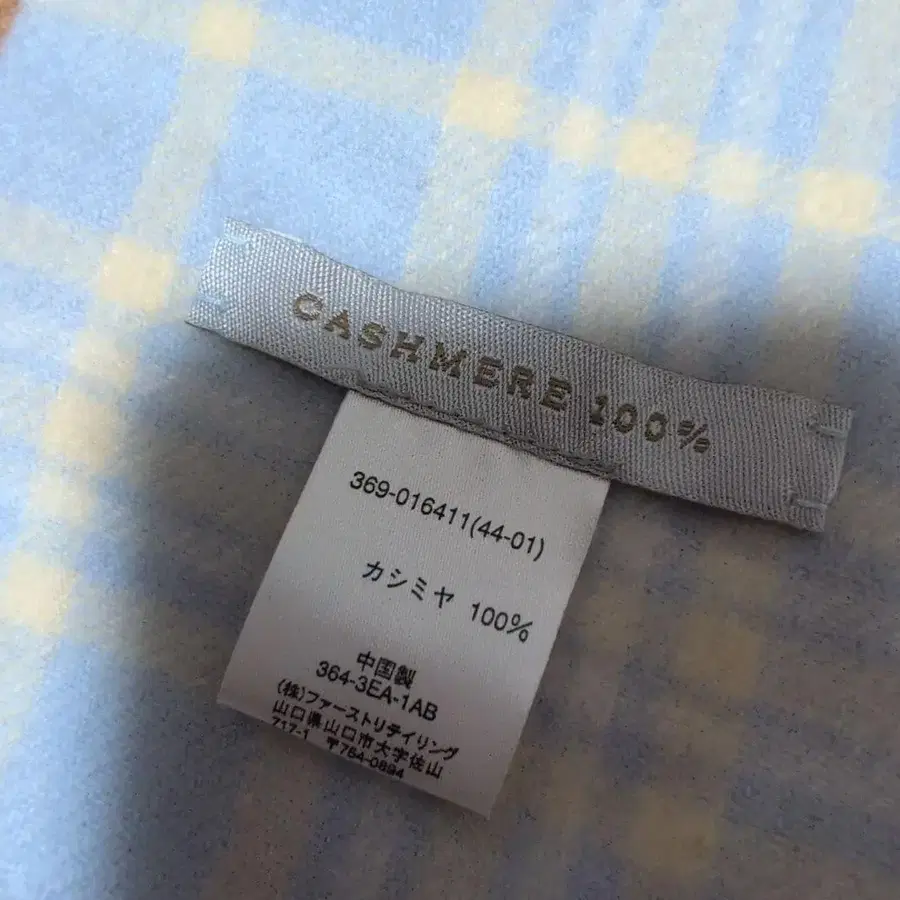 CASHMERE 100%
369-016411(44-01)
カシミヤ 100%
中国製
364-3EA-1AB
(株)ファーストリテイリング
山口県山口市大字佐山
717-1 〒754-0894